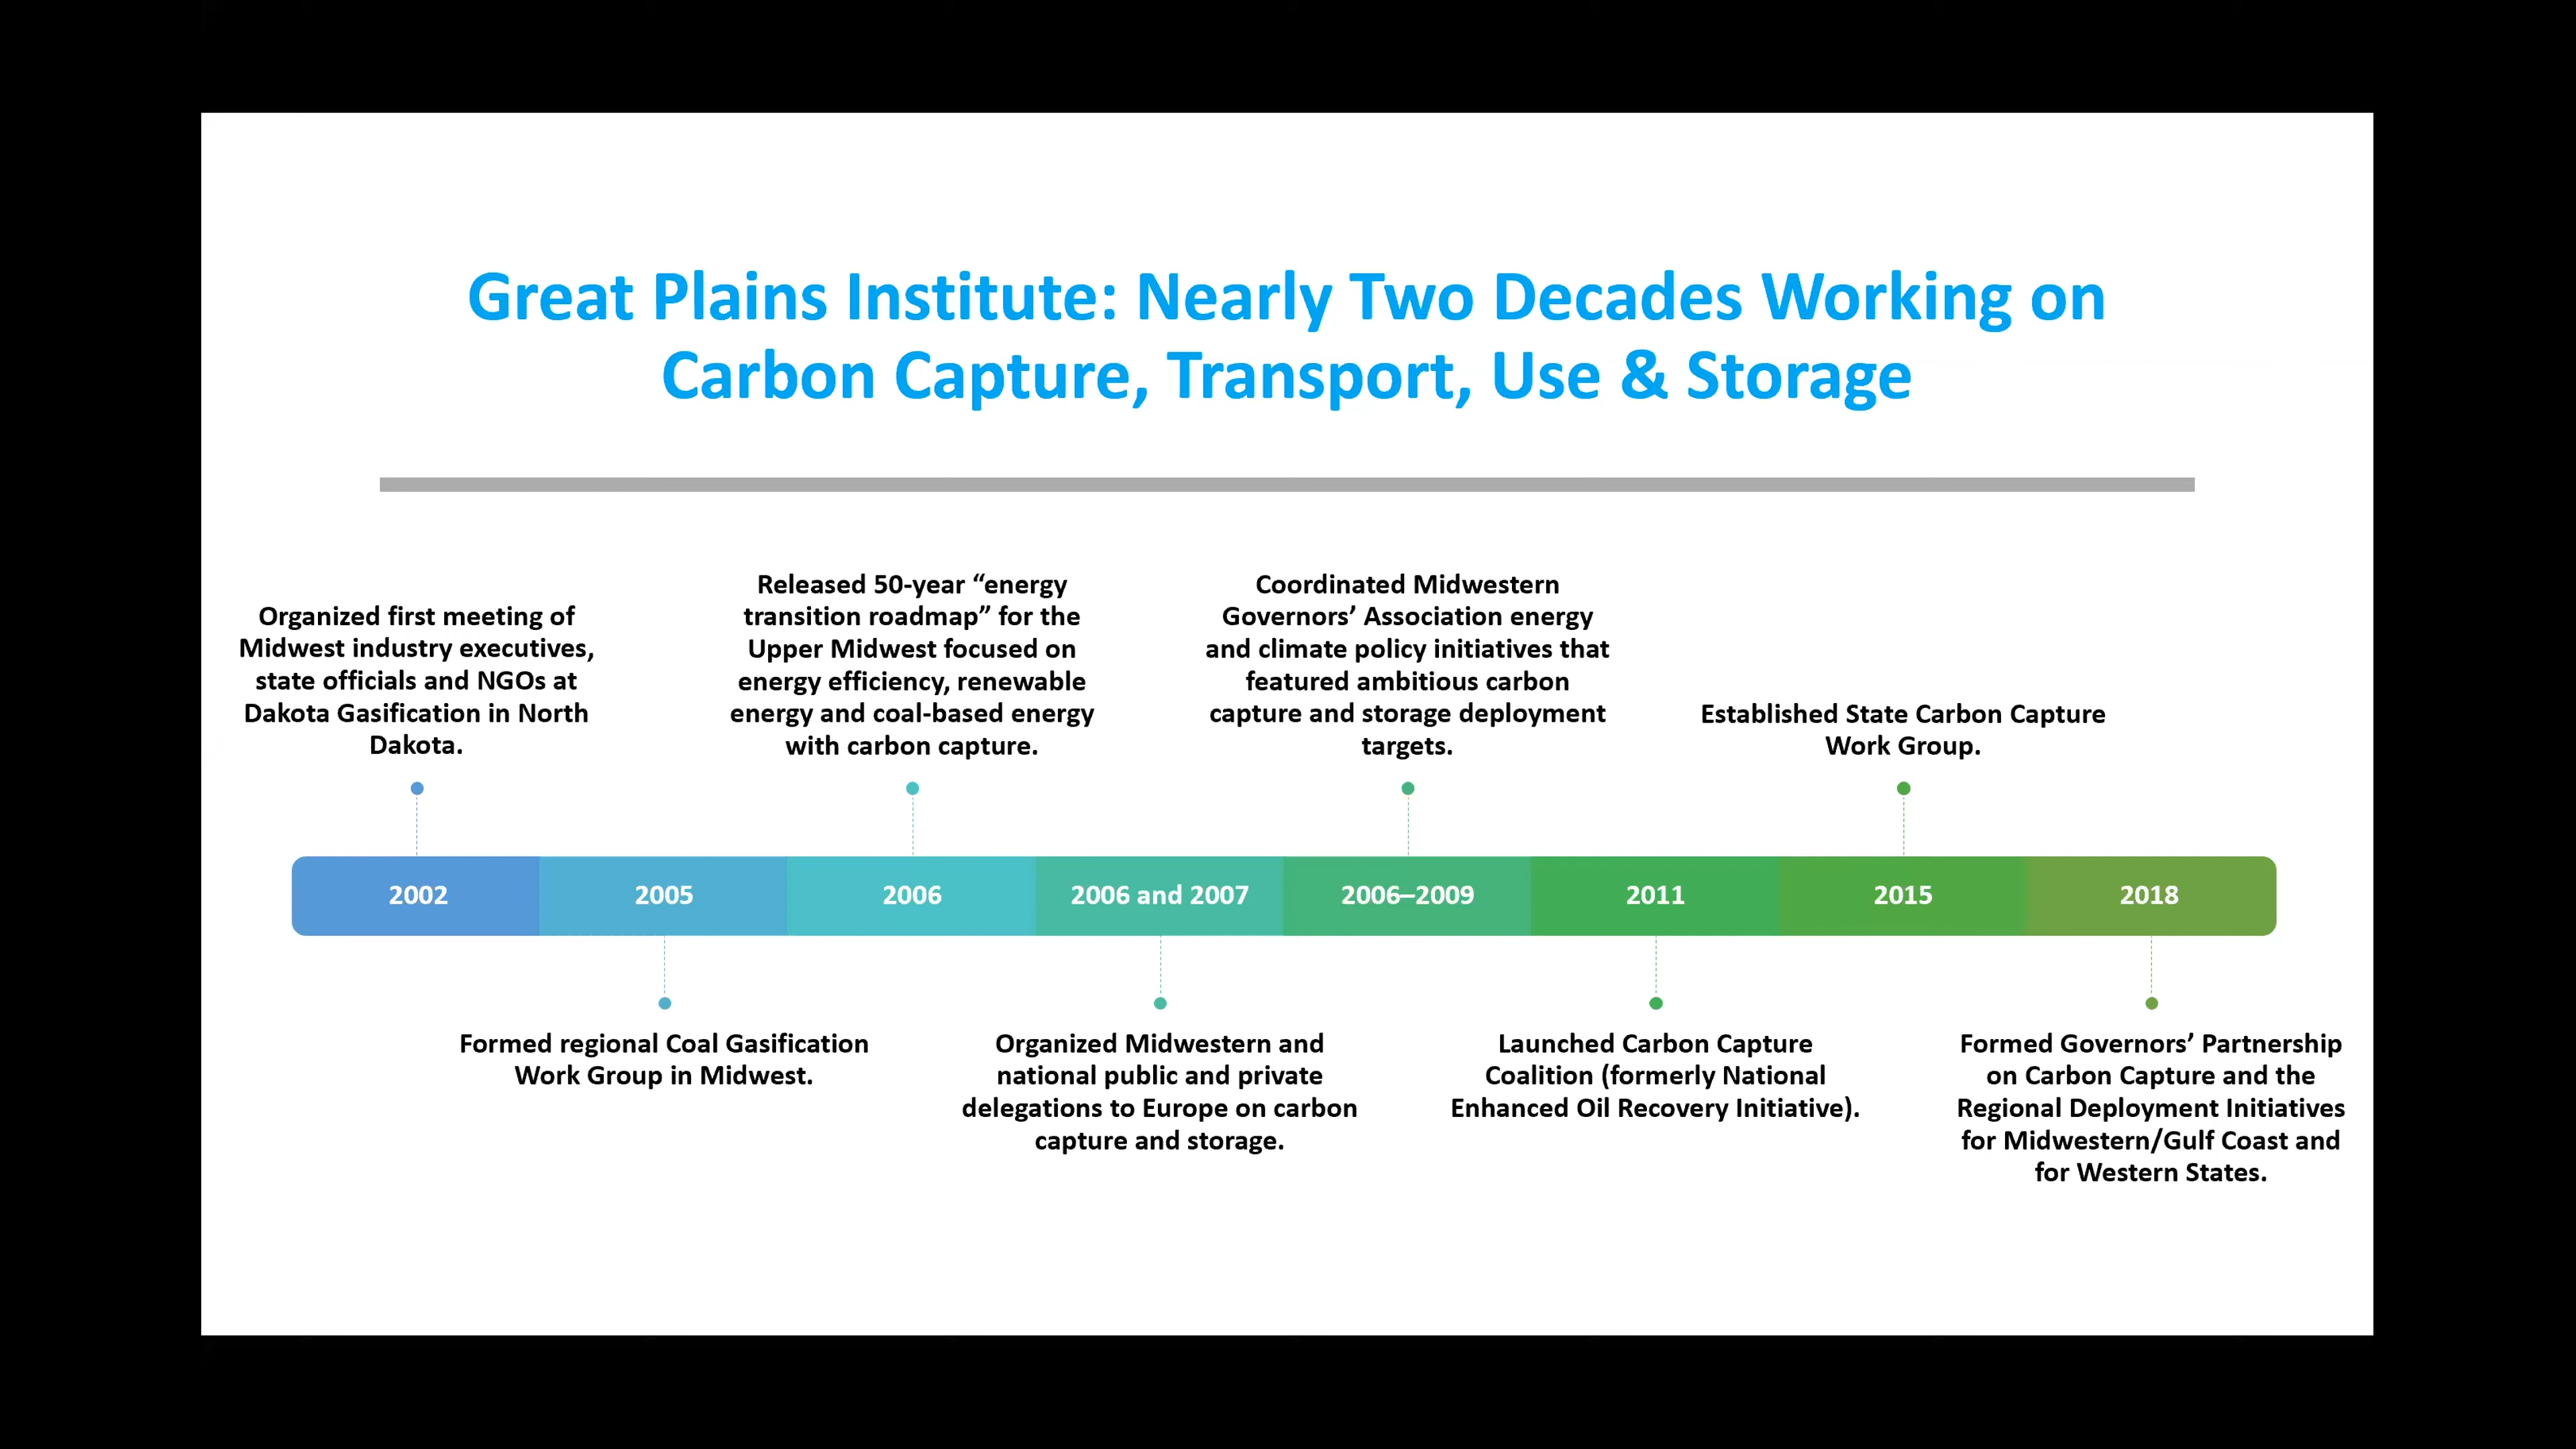 Great Plains Institute: Nearly Two Decades Working on
Carbon Capture, Transport, Use & Storage
Organized first meeting of
Midwest industry executives,
state officials and NGOs at
Dakota Gasification in North
Dakota.
Released 50-year “energy
transition roadmap” for the
Upper Midwest focused on
energy efficiency, renewable
energy and coal-based energy
with carbon capture.
Coordinated Midwestern
Governors’ Association energy
and climate policy initiatives that
featured ambitious carbon
capture and storage deployment
targets.
Established State Carbon Capture
Work Group.
2002
2005
2006
2006 and 2007
2006–2009
2011
2015
2018
Formed regional Coal Gasification
Work Group in Midwest.
Organized Midwestern and
national public and private
delegations to Europe on carbon
capture and storage.
Launched Carbon Capture
Coalition (formerly National
Enhanced Oil Recovery Initiative).
Formed Governors’ Partnership
on Carbon Capture and the
Regional Deployment Initiatives
for Midwestern/Gulf Coast and
for Western States.